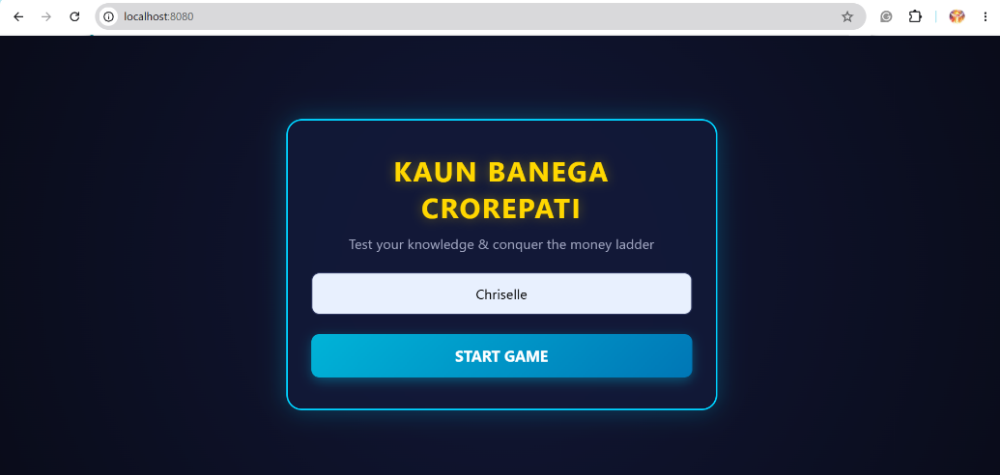 localhost:8080
KAUN BANEGA
CROREPATI
Test your knowledge & conquer the money ladder
Chriselle
START GAME